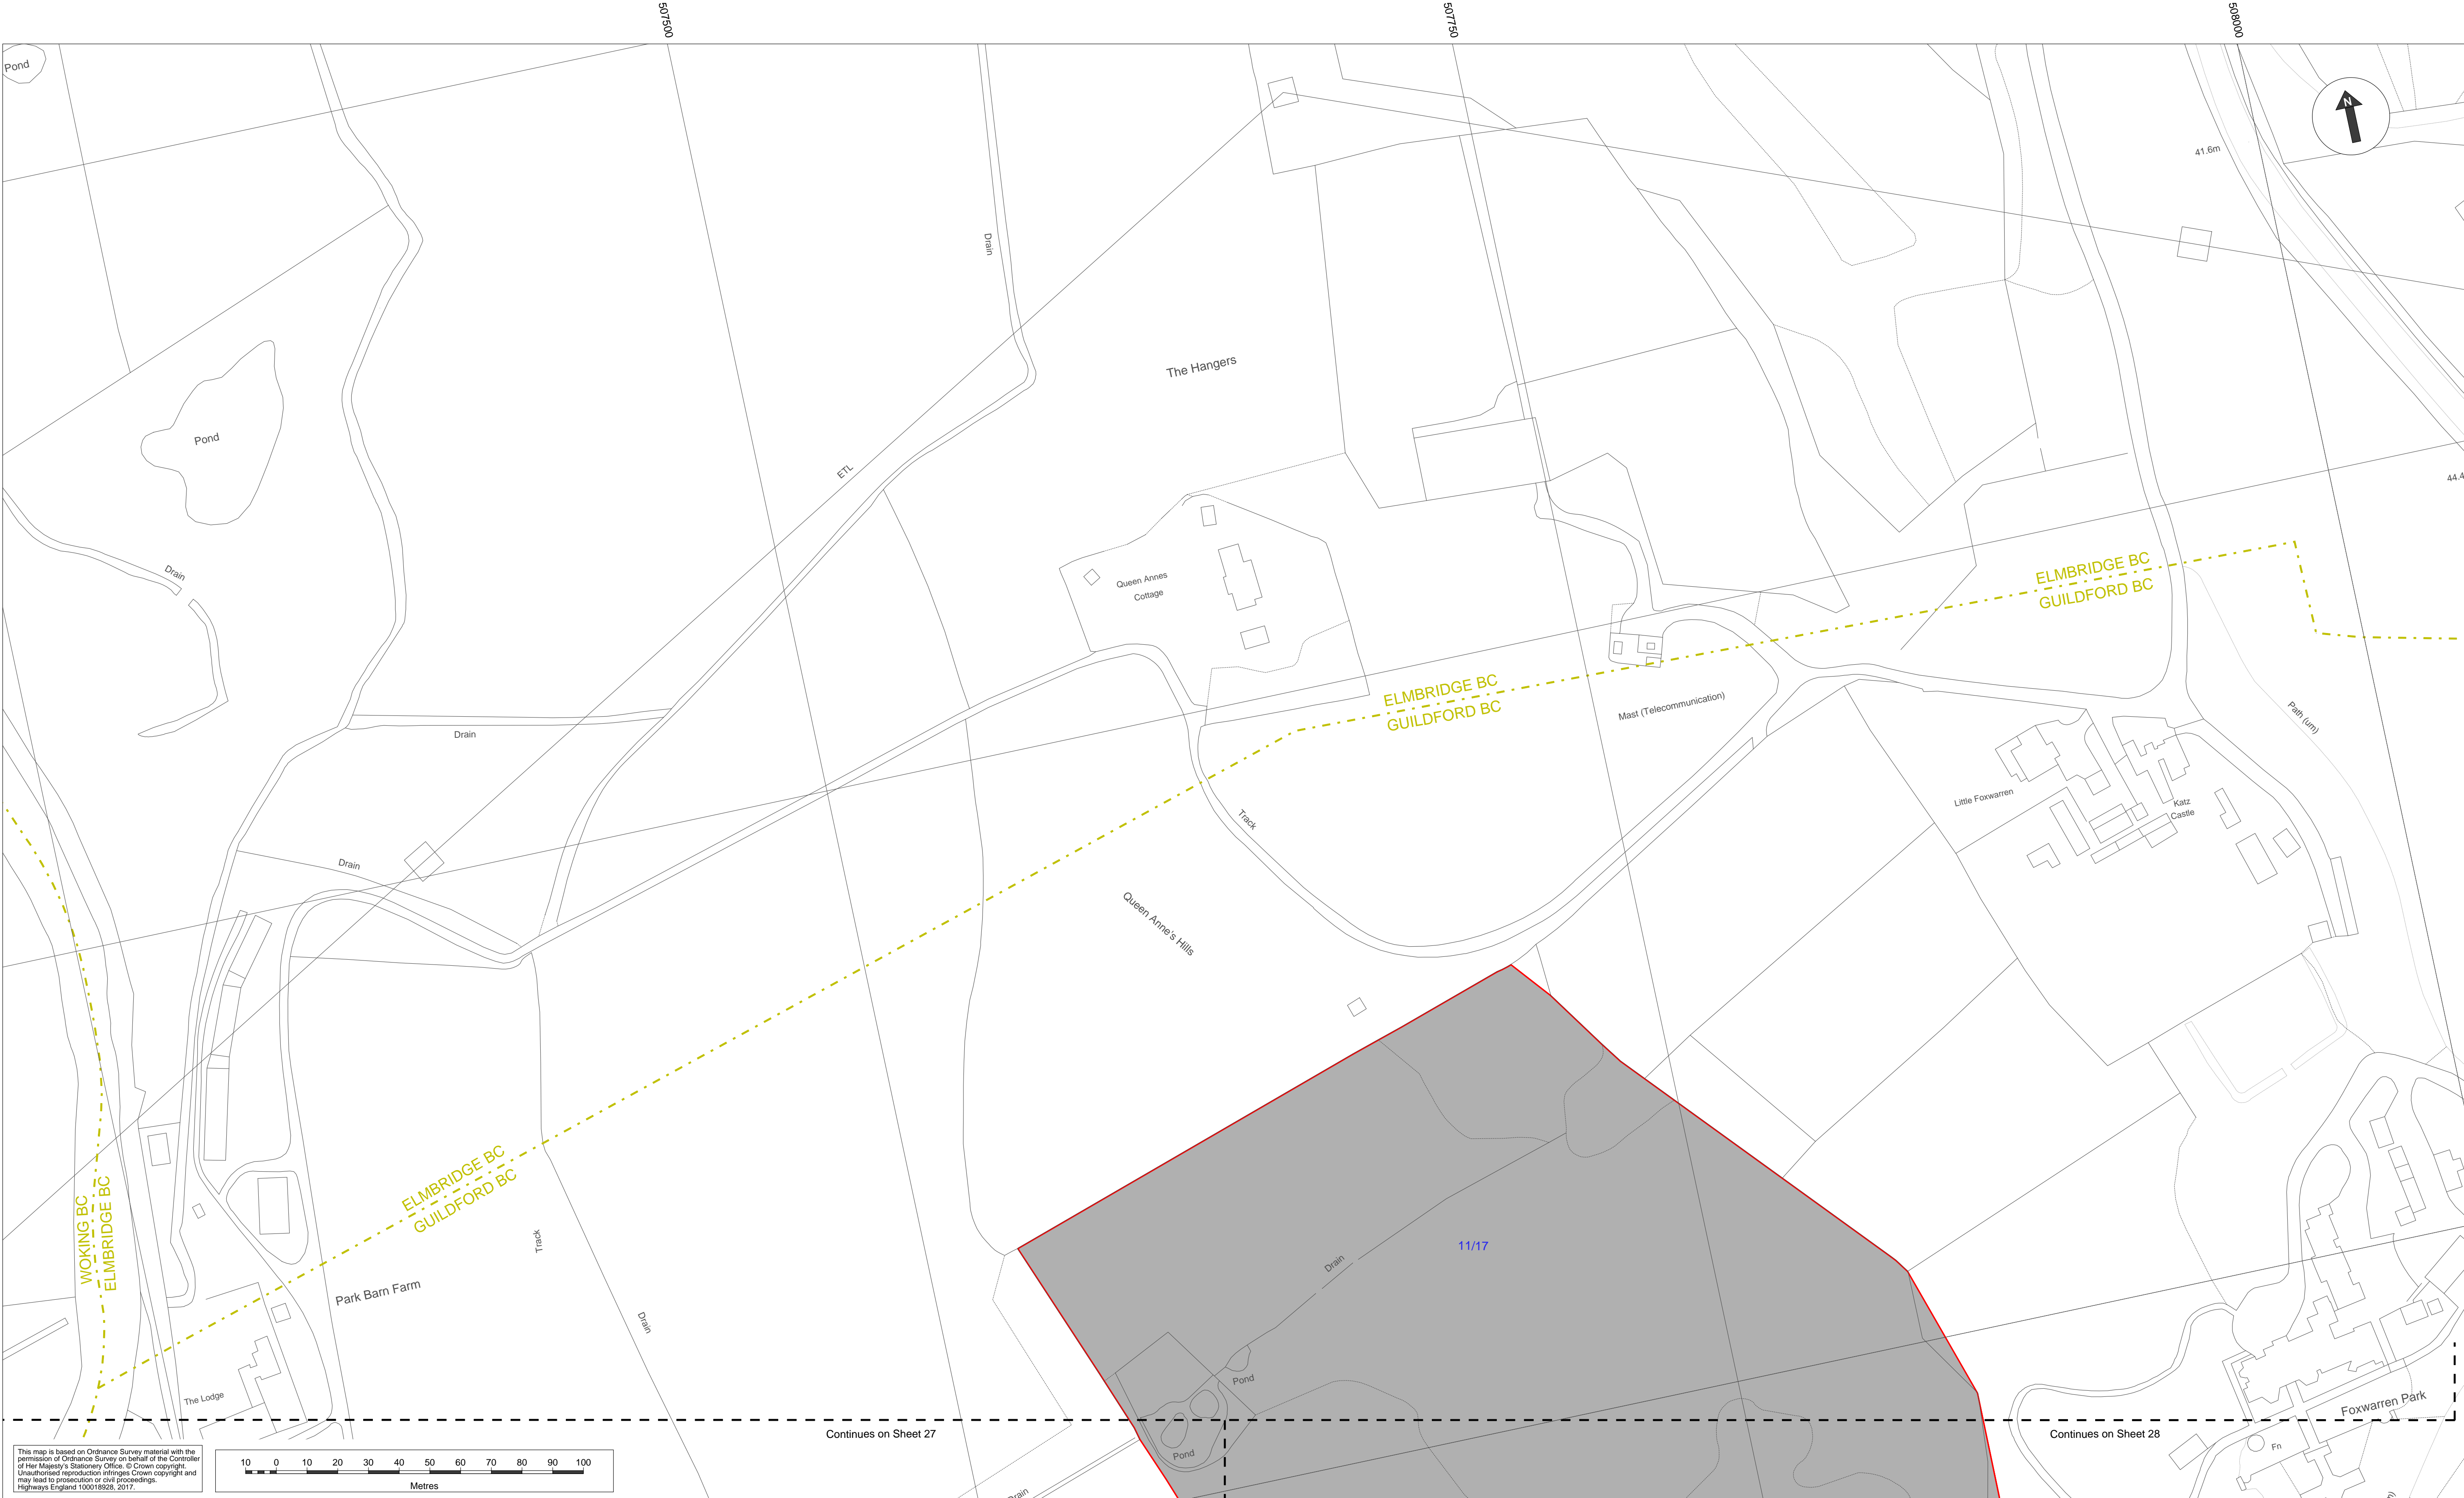 507500
507750
508000
Pond
N
41.6m
Drain
The Hangers
Pond
ETL
44.4
Drain
Queen Annes
Cottage
ELMBRIDGE BC
GUILDFORD BC
ELMBRIDGE BC
GUILDFORD BC
Mast (Telecommunication)
Path (um)
Drain
Little Foxwarren
Katz
Castle
Track
Drain
Queen Anne's Hills
ELMBRIDGE BC
GUILDFORD BC
WOKING BC
ELMBRIDGE BC
Track
11/17
Drain
Park Barn Farm
Drain
Pond
The Lodge
Foxwarren Park
Continues on Sheet 27
Continues on Sheet 28
Fn
Pond
Drain
This map is based on Ordnance Survey material with the
permission of Ordnance Survey on behalf of the Controller
of Her Majesty's Stationery Office. © Crown copyright.
Unauthorised reproduction infringes Crown copyright and
may lead to prosecution or civil proceedings.
Highways England 100018928, 2017.
10 0 10 20 30 40 50 60 70 80 90 100
Metres